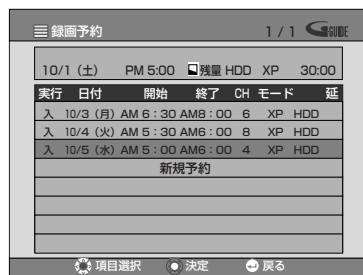 録画予約 1 / 1 GGUIDE
10/1 (土) PM 5:00 残量 HDD XP 30:00
実行 日付 開始 終了 CH モード 延
入 10/3 (月) AM 6：30 AM8：00 6 XP HDD
入 10/4 (火) AM 5：00 AM6：00 8 XP HDD
入 10/5 (水) AM 5：00 AM6：00 4 XP HDD
新規予約
項目選択 決定 戻る